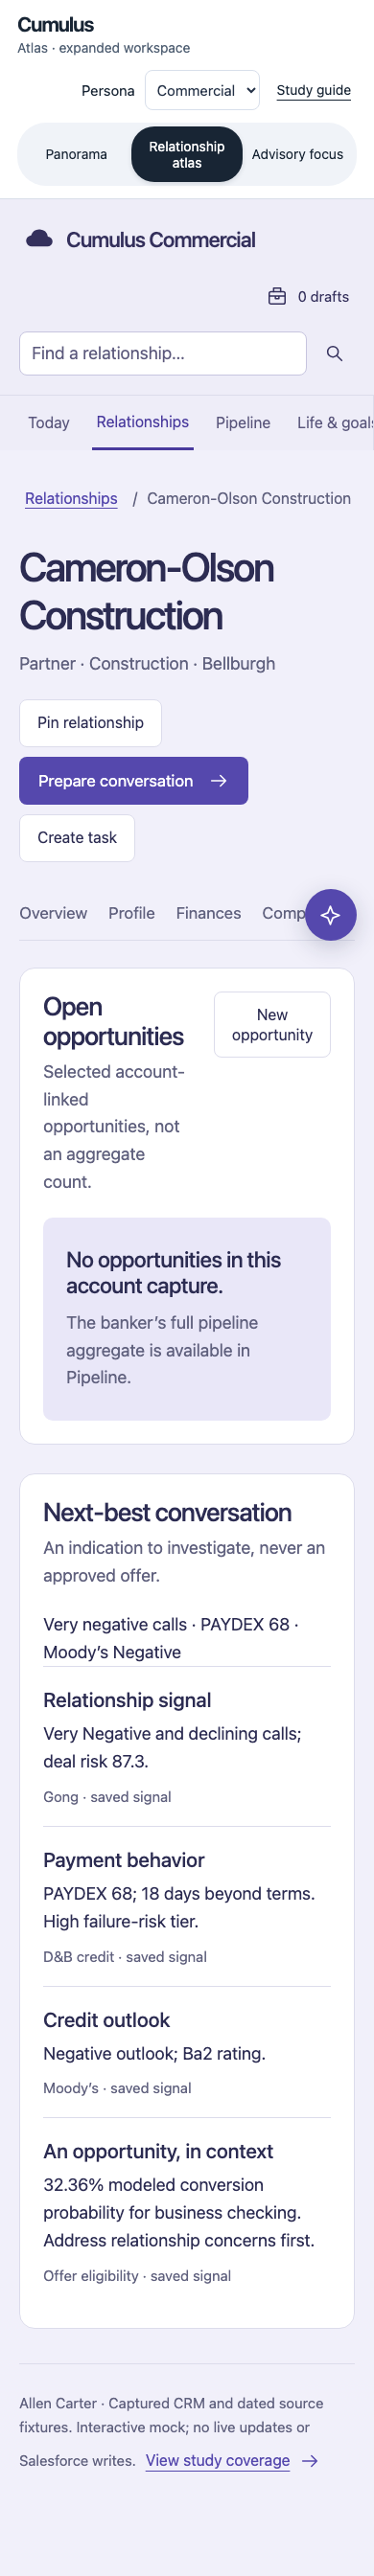 Cumulus
Atlas · expanded workspace
Persona
Commercial
Study guide
Panorama
Relationship
atlas
Advisory focus
Cumulus Commercial
0 drafts
Find a relationship...
Today
Relationships
Pipeline
Life & goals
Relationships / Cameron-Olson Construction
Cameron-Olson
Construction
Partner · Construction · Bellburgh
Pin relationship
Prepare conversation →
Create task
Overview
Profile
Finances
Comp
Open
opportunities
New
opportunity
Selected account-
linked
opportunities, not
an aggregate
count.
No opportunities in this
account capture.
The banker’s full pipeline
aggregate is available in
Pipeline.
Next-best conversation
An indication to investigate, never an
approved offer.
Very negative calls · PAYDEX 68 ·
Moody’s Negative
Relationship signal
Very Negative and declining calls;
deal risk 87.3.
Gong · saved signal
Payment behavior
PAYDEX 68; 18 days beyond terms.
High failure-risk tier.
D&B credit · saved signal
Credit outlook
Negative outlook; Ba2 rating.
Moody’s · saved signal
An opportunity, in context
32.36% modeled conversion
probability for business checking.
Address relationship concerns first.
Offer eligibility · saved signal
Allen Carter · Captured CRM and dated source
fixtures. Interactive mock; no live updates or
Salesforce writes. View study coverage →